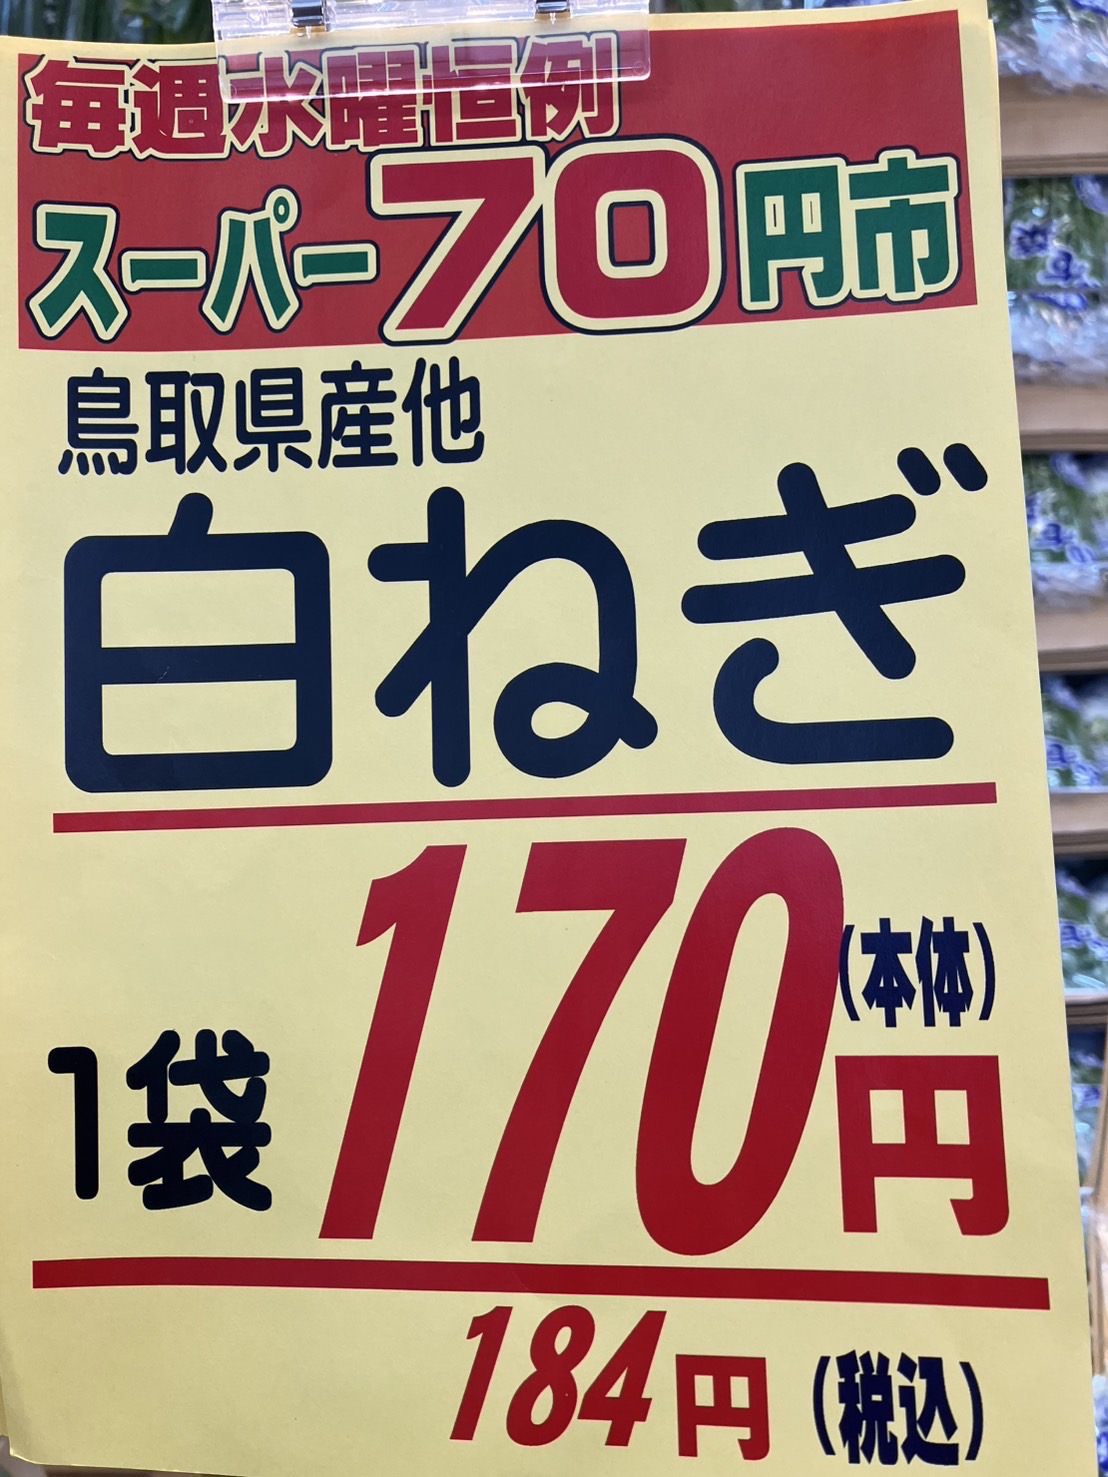 毎週水曜恒例
スーパー70円市
鳥取県産他
白ねぎ
1袋 170円 (本体)
184円 (税込)